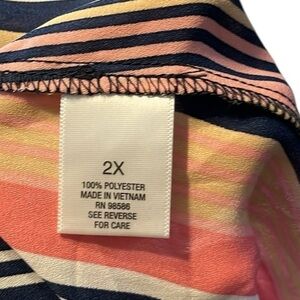 2X
100% POLYESTER
MADE IN VIETNAM
RN 98586
SEE REVERSE
FOR CARE